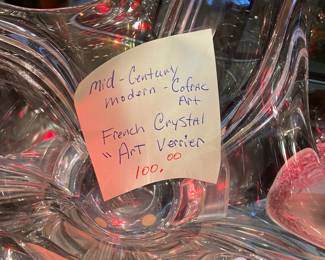 mid-Century
modern - Cofrac
Art
French Crystal
" Art Verrier
100.00